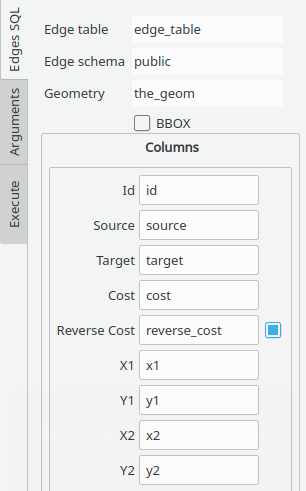 Edges SQL
Arguments
Execute
Edge table edge_table
Edge schema public
Geometry the_geom
BBOX
Columns
Id id
Source source
Target target
Cost cost
Reverse Cost reverse_cost
X1 x1
Y1 y1
X2 x2
Y2 y2